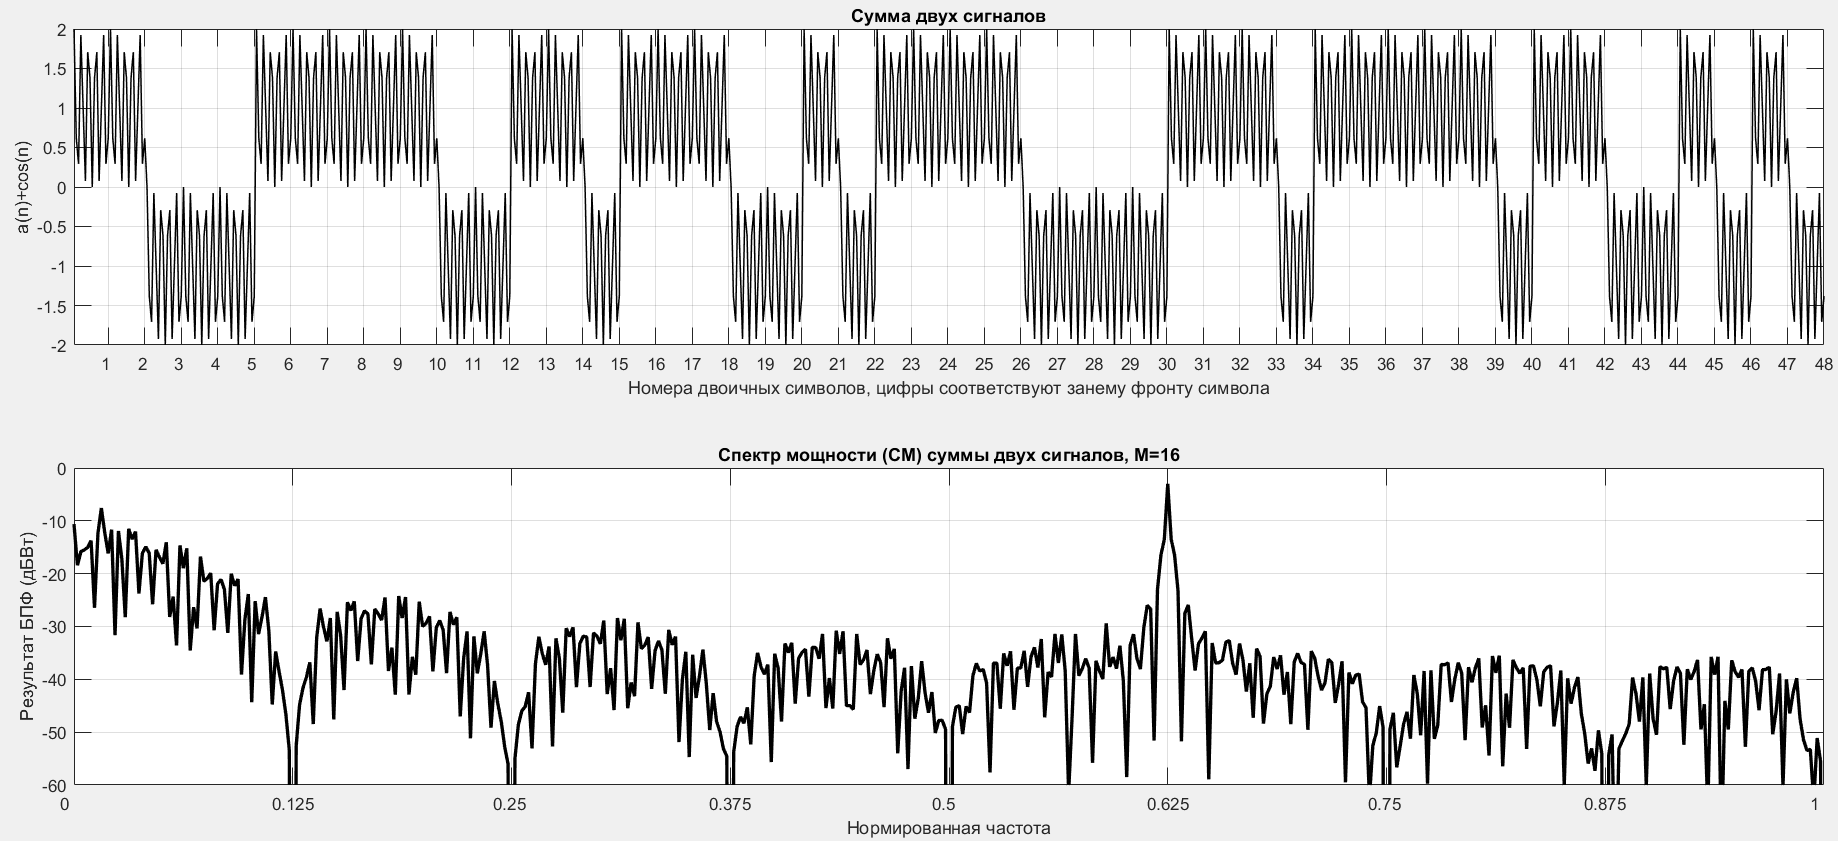 Сумма двух сигналов
a(n)+cos(n)
2
1.5
1
0.5
0
-0.5
-1
-1.5
-2
1 2 3 4 5 6 7 8 9 10 11 12 13 14 15 16 17 18 19 20 21 22 23 24 25 26 27 28 29 30 31 32 33 34 35 36 37 38 39 40 41 42 43 44 45 46 47 48
Номера двоичных символов, цифры соответствуют занему фронту символа
Спектр мощности (СМ) суммы двух сигналов, M=16
Результат БПФ (дБВт)
0
-10
-20
-30
-40
-50
-60
0 0.125 0.25 0.375 0.5 0.625 0.75 0.875 1
Нормированная частота